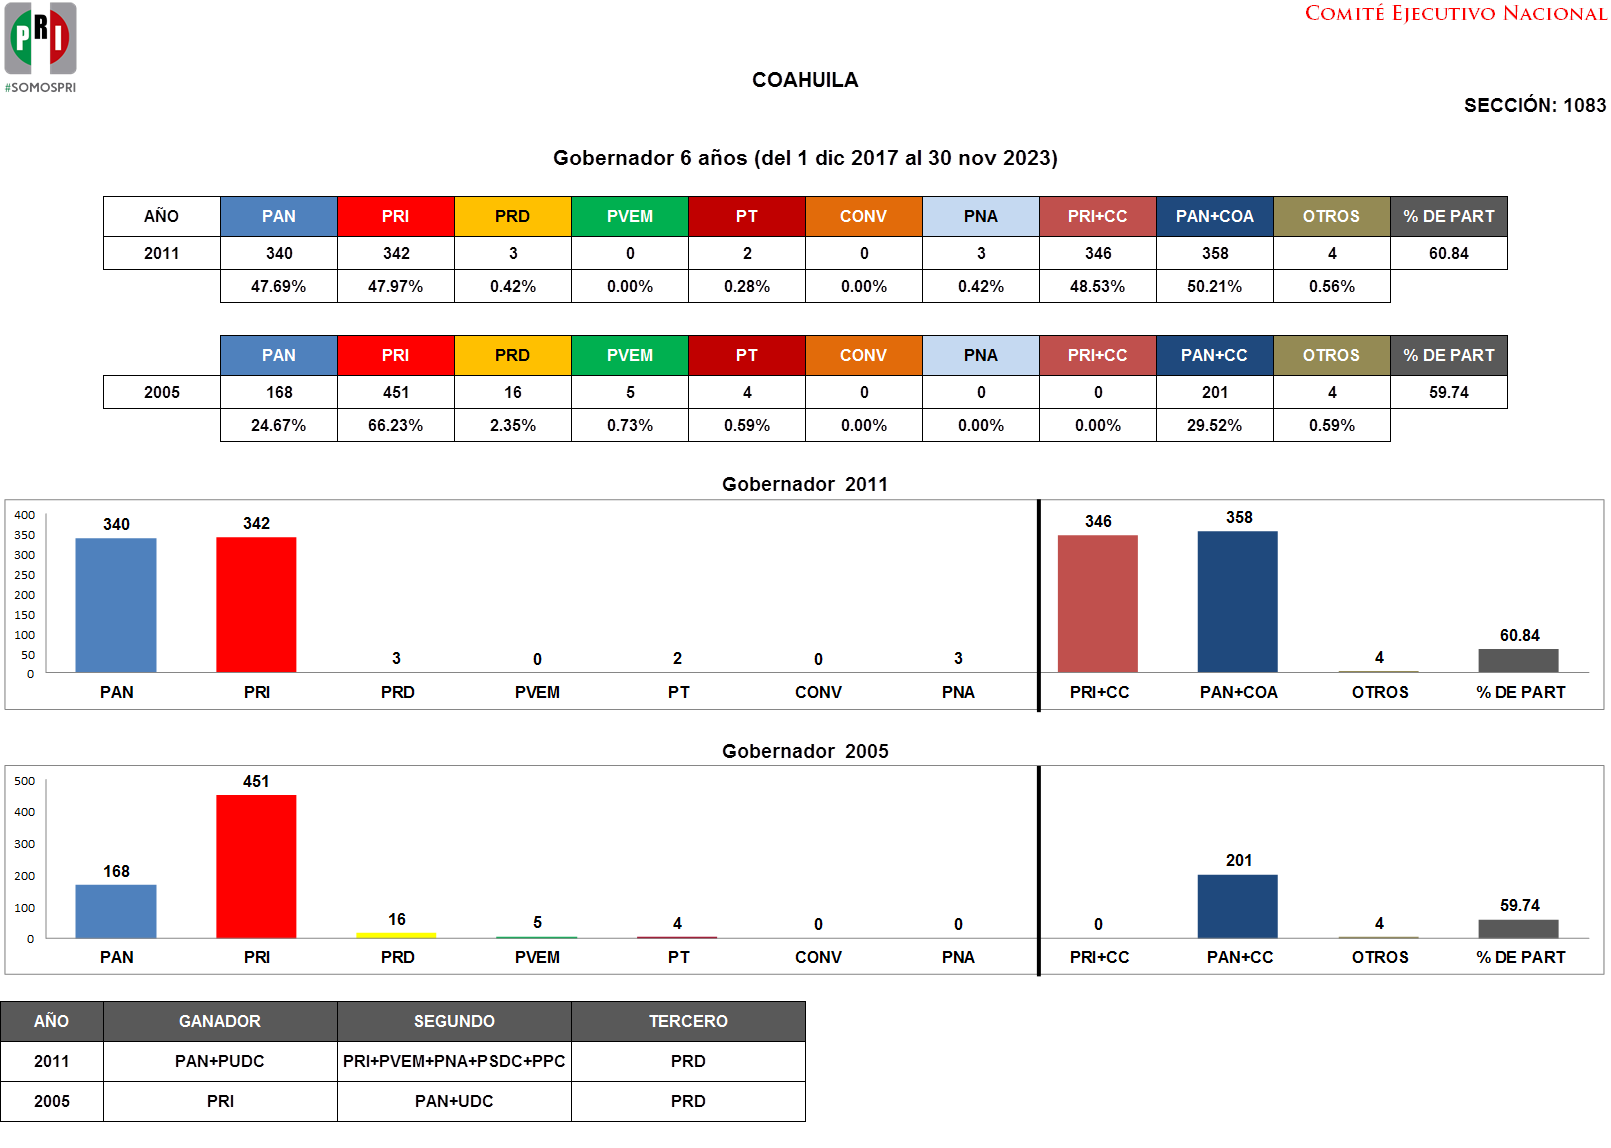 PRI
#SOMOSPRI
COMITÉ EJECUTIVO NACIONAL
COAHUILA
SECCIÓN: 1083
Gobernador 6 años (del 1 dic 2017 al 30 nov 2023)
AÑO PAN PRI PRD PVEM PT CONV PNA PRI+CC PAN+COA OTROS % DE PART
2011 340 342 3 0 2 0 3 346 358 4 60.84
47.69% 47.97% 0.42% 0.00% 0.28% 0.00% 0.42% 48.53% 50.21% 0.56%
PAN PRI PRD PVEM PT CONV PNA PRI+CC PAN+CC OTROS % DE PART
2005 168 451 16 5 4 0 0 0 201 4 59.74
24.67% 66.23% 2.35% 0.73% 0.59% 0.00% 0.00% 0.00% 29.52% 0.59%
Gobernador 2011
400
350
300
250
200
150
100
50
0
340 342 3 0 2 0 3 346 358 4 60.84
PAN PRI PRD PVEM PT CONV PNA PRI+CC PAN+COA OTROS % DE PART
Gobernador 2005
500
400
300
200
100
0
168 451 16 5 4 0 0 0 201 4 59.74
PAN PRI PRD PVEM PT CONV PNA PRI+CC PAN+CC OTROS % DE PART
AÑO GANADOR SEGUNDO TERCERO
2011 PAN+PUDC PRI+PVEM+PNA+PSDC+PPC PRD
2005 PRI PAN+UDC PRD